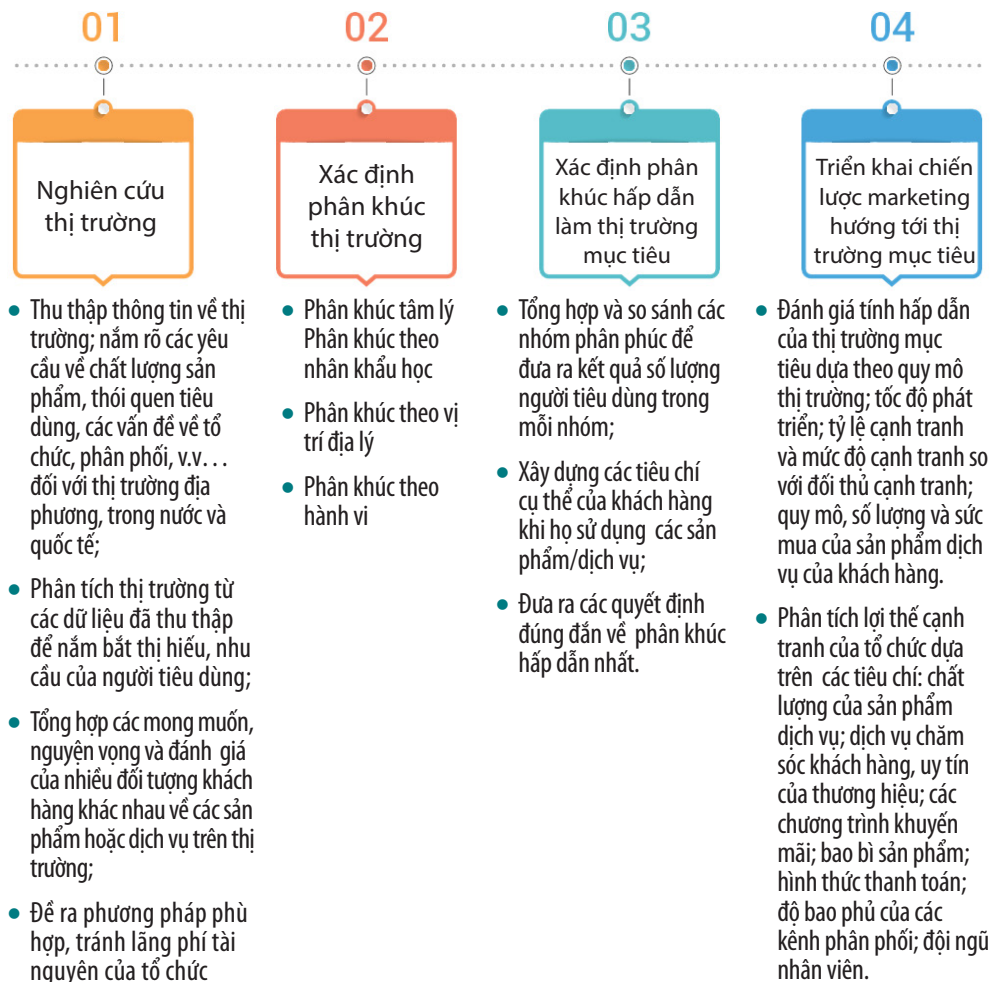 01
Nghiên cứu
thị trường
• Thu thập thông tin về thị
trường; nắm rõ các yêu
cầu về chất lượng sản
phẩm, thói quen tiêu
dùng, các vấn đề về tổ
chức, phân phối, v.v...
đối với thị trường địa
phương, trong nước và
quốc tế;
• Phân tích thị trường từ
các dữ liệu đã thu thập
để nắm bắt thị hiếu, nhu
cầu của người tiêu dùng;
• Tổng hợp các mong muốn,
nguyện vọng và đánh giá
của nhiều đối tượng khách
hàng khác nhau về các sản
phẩm hoặc dịch vụ trên thị
trường;
• Đề ra phương pháp phù
hợp, tránh lãng phí tài
nguyên của tổ chức
02
Xác định
phân khúc
thị trường
• Phân khúc tâm lý
Phân khúc theo
nhân khẩu học
• Phân khúc theo vị
trí địa lý
• Phân khúc theo
hành vi
03
Xác định phân
khúc hấp dẫn
làm thị trường
mục tiêu
• Tổng hợp và so sánh các
nhóm phân phúc để
đưa ra kết quả số lượng
người tiêu dùng trong
mỗi nhóm;
• Xây dựng các tiêu chí
cụ thể của khách hàng
khi họ sử dụng các sản
phẩm/dịch vụ;
• Đưa ra các quyết định
đúng đắn về phân khúc
hấp dẫn nhất.
04
Triển khai chiến
lược marketing
hướng tới thị
trường mục tiêu
• Đánh giá tính hấp dẫn
của thị trường mục
tiêu dựa theo quy mô
thị trường; tốc độ phát
triển; tỷ lệ cạnh tranh
và mức độ cạnh tranh so
với đối thủ cạnh tranh;
quy mô, số lượng và sức
mua của sản phẩm dịch
vụ của khách hàng.
• Phân tích lợi thế cạnh
tranh của tổ chức dựa
trên các tiêu chí: chất
lượng của sản phẩm
dịch vụ; dịch vụ chăm
sóc khách hàng, uy tín
của thương hiệu; các
chương trình khuyến
mãi; bao bì sản phẩm;
hình thức thanh toán;
độ bao phủ của các
kênh phân phối; đội ngũ
nhân viên.